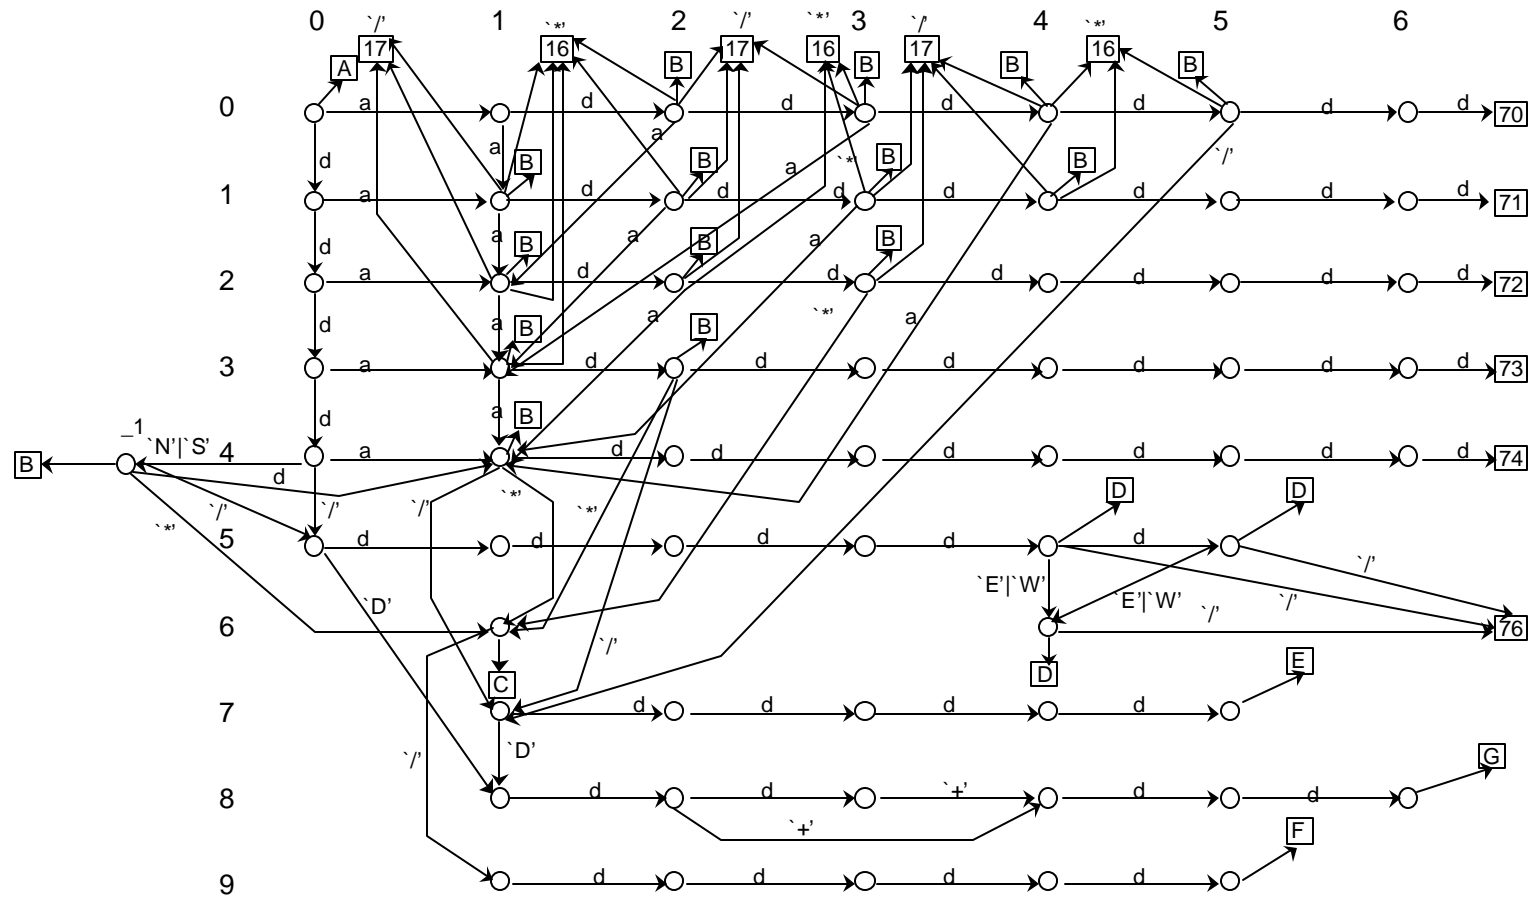 0 `/' 1 `*' 2 `/' `*' 3 `/' 4 `*' 5 6
17 16 17 16 17 16
A B B B B
0 a d d d d d d 70
d a a `/'
B B a `*' B B
1 a d d d d d d 71
d a B a B a B
2 a d d d d d d 72
d a B a B `*' a
3 a d d d d d 73
d a B
_1 `N'|`S' 4 a d d d d d d 74
B d
`/' `/' `/' `*' `*' D D
`*' 5 d d d d d `/'
`D' `E'|`W' `E'|`W' `/' `/'
6 `/' 76
C D E
7 d d d d
`/' `D' G
8 d d `+' d d
`+' F
9 d d d d